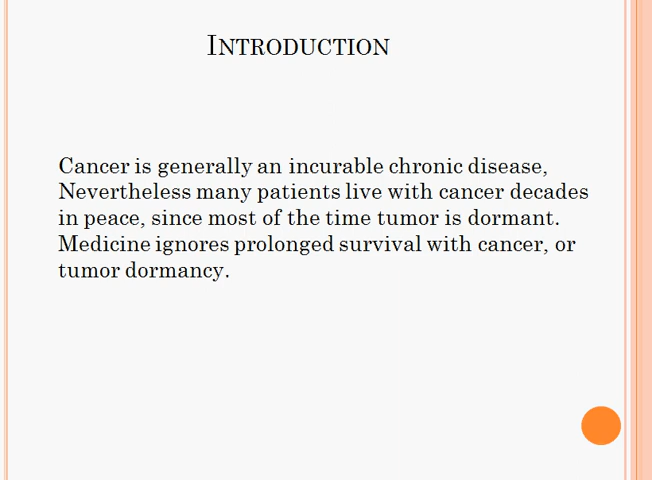 Introduction
Cancer is generally an incurable chronic disease,
Nevertheless many patients live with cancer decades
in peace, since most of the time tumor is dormant.
Medicine ignores prolonged survival with cancer, or
tumor dormancy.